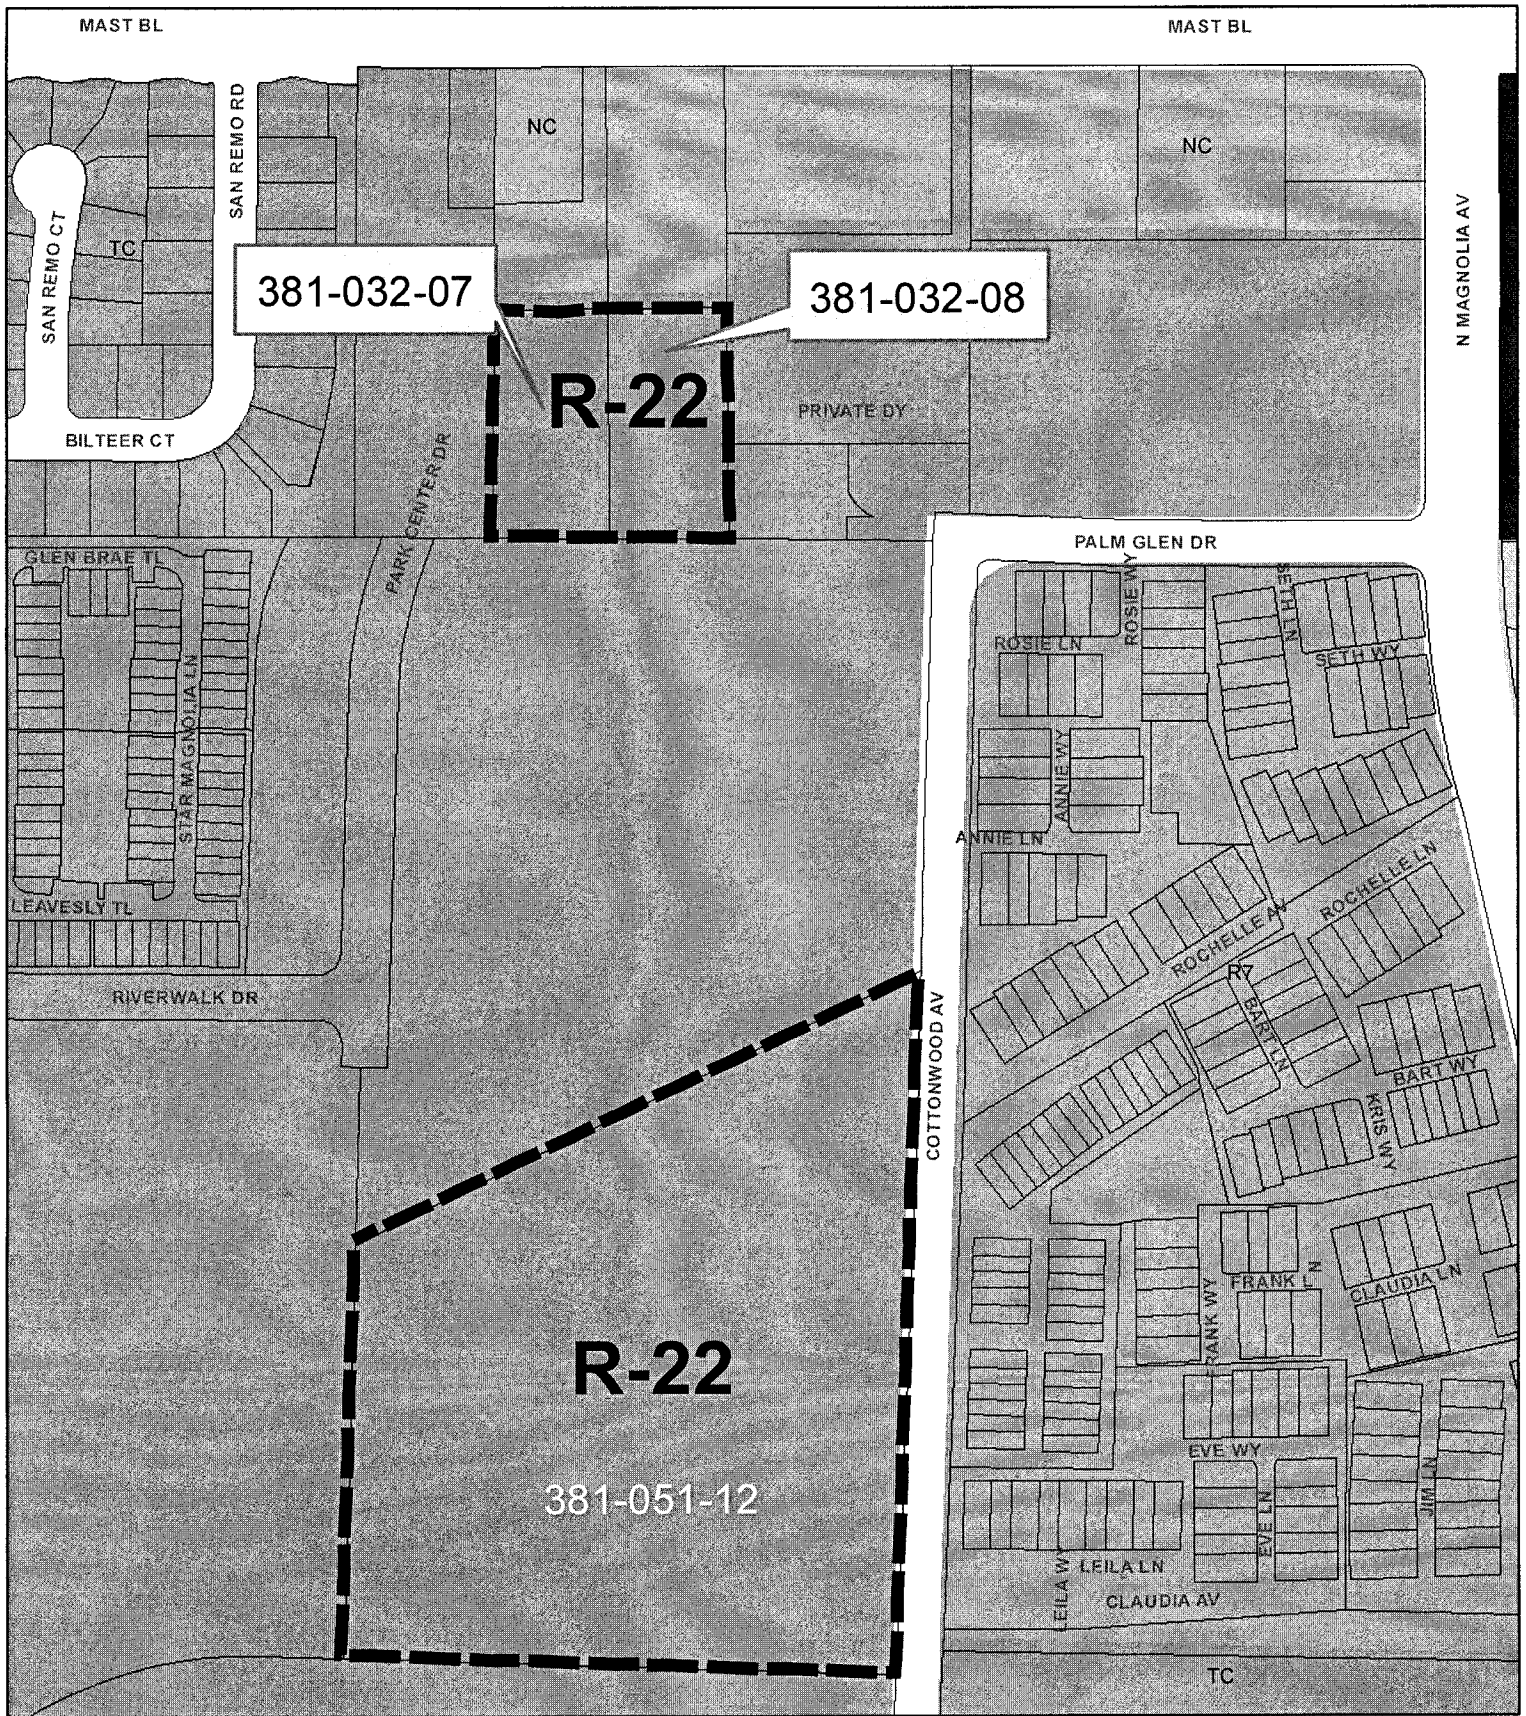 MAST BL
MAST BL
SAN REMO RD
NC
NC
SAN REMO CT
TC
N MAGNOLIA AV
381-032-07
381-032-08
R-22
PRIVATE DY
BILTEER CT
PARK CENTER DR
PALM GLEN DR
GLEN BRAE TL
ROSIE WY
SETH LN
ROSIE LN
SETH WY
STAR MAGNOLIA LN
ANNIE WY
ANNIE LN
ROCHELLE LN
LEAVESLY TL
ROCHELLE AV
R7
RIVERWALK DR
BART LN
COTTONWOOD AV
BART WY
KRIS WY
FRANK LN
CLAUDIA LN
FRANK WY
R-22
EVE WY
JIM LN
381-051-12
EVE LN
LEILA WY
LEILA LN
CLAUDIA AV
TC